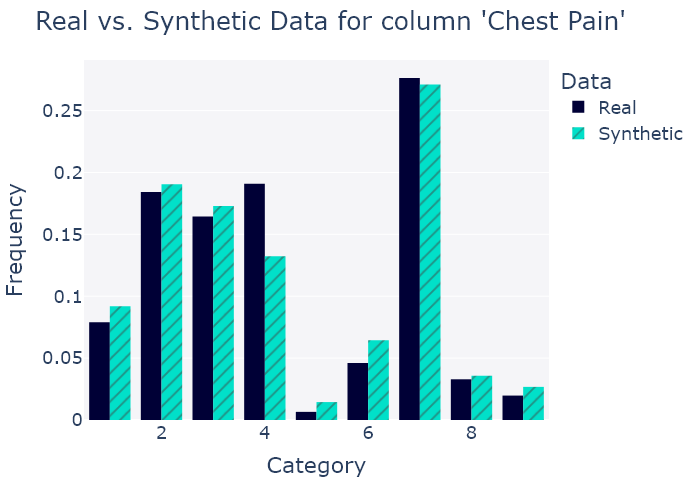 Real vs. Synthetic Data for column 'Chest Pain'
Data
Real
Synthetic
Frequency
0.25
0.2
0.15
0.1
0.05
0
2 4 6 8
Category